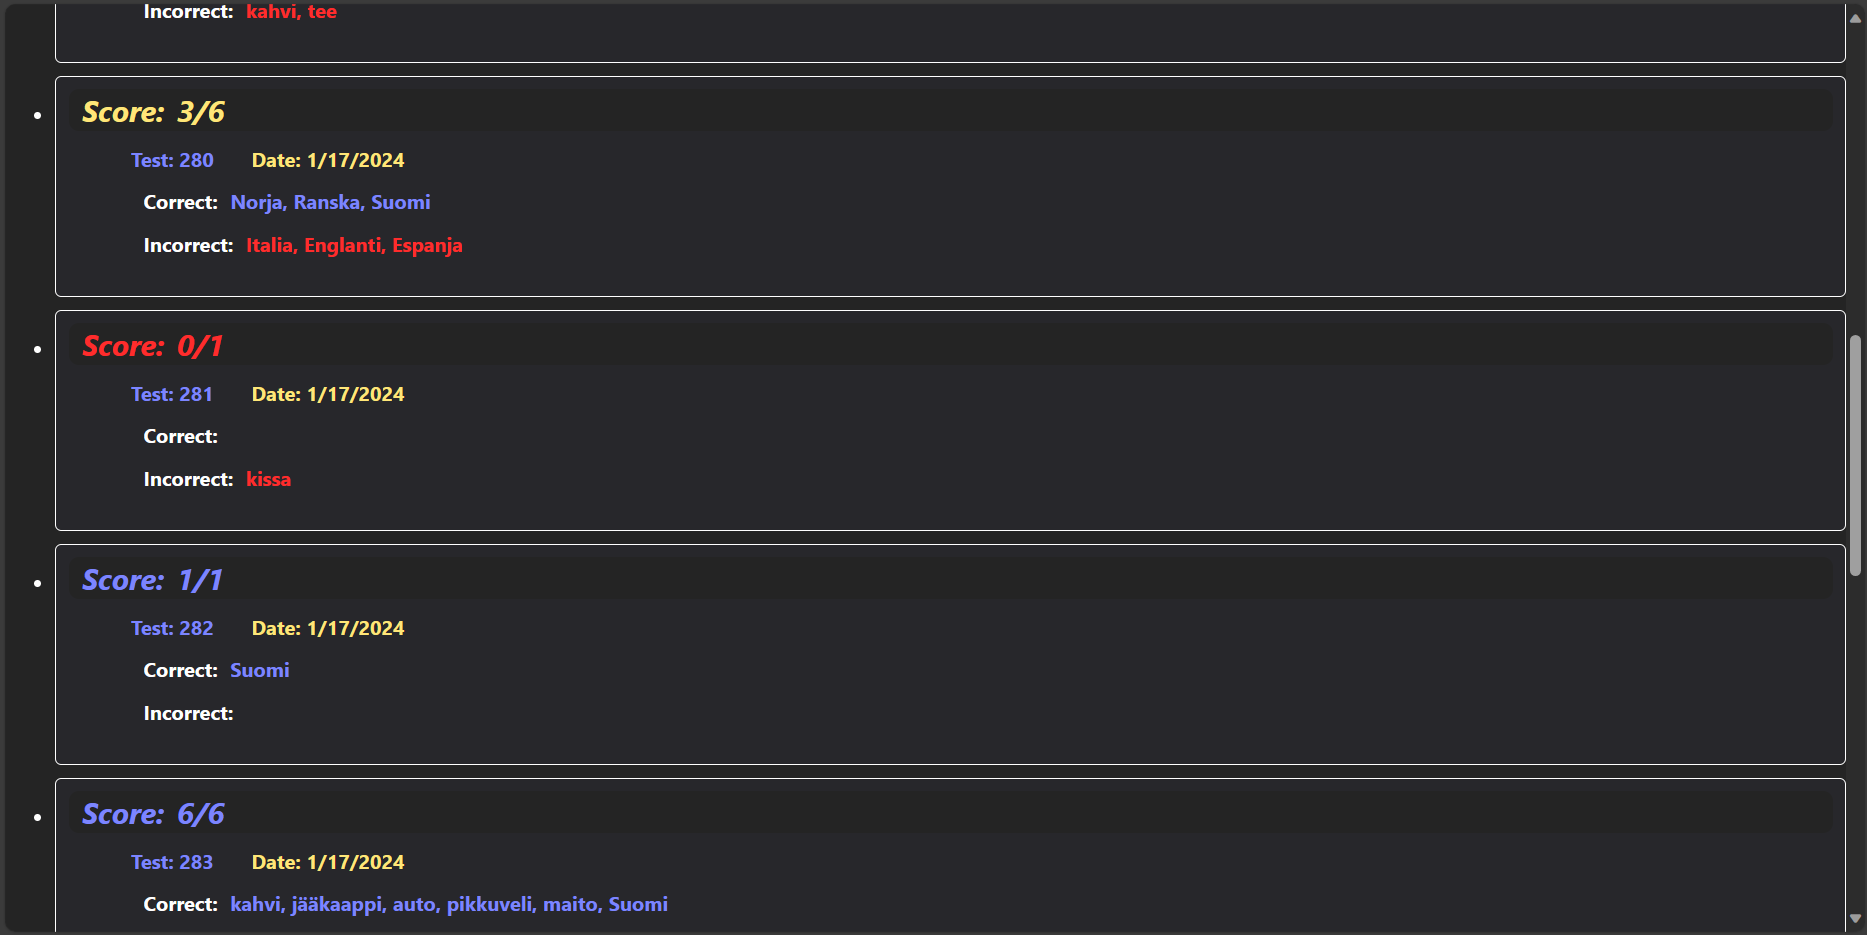 Incorrect: kahvi, tee
Score: 3/6
Test: 280 Date: 1/17/2024
Correct: Norja, Ranska, Suomi
Incorrect: Italia, Englanti, Espanja
Score: 0/1
Test: 281 Date: 1/17/2024
Correct:
Incorrect: kissa
Score: 1/1
Test: 282 Date: 1/17/2024
Correct: Suomi
Incorrect:
Score: 6/6
Test: 283 Date: 1/17/2024
Correct: kahvi, jääkaappi, auto, pikkuveli, maito, Suomi